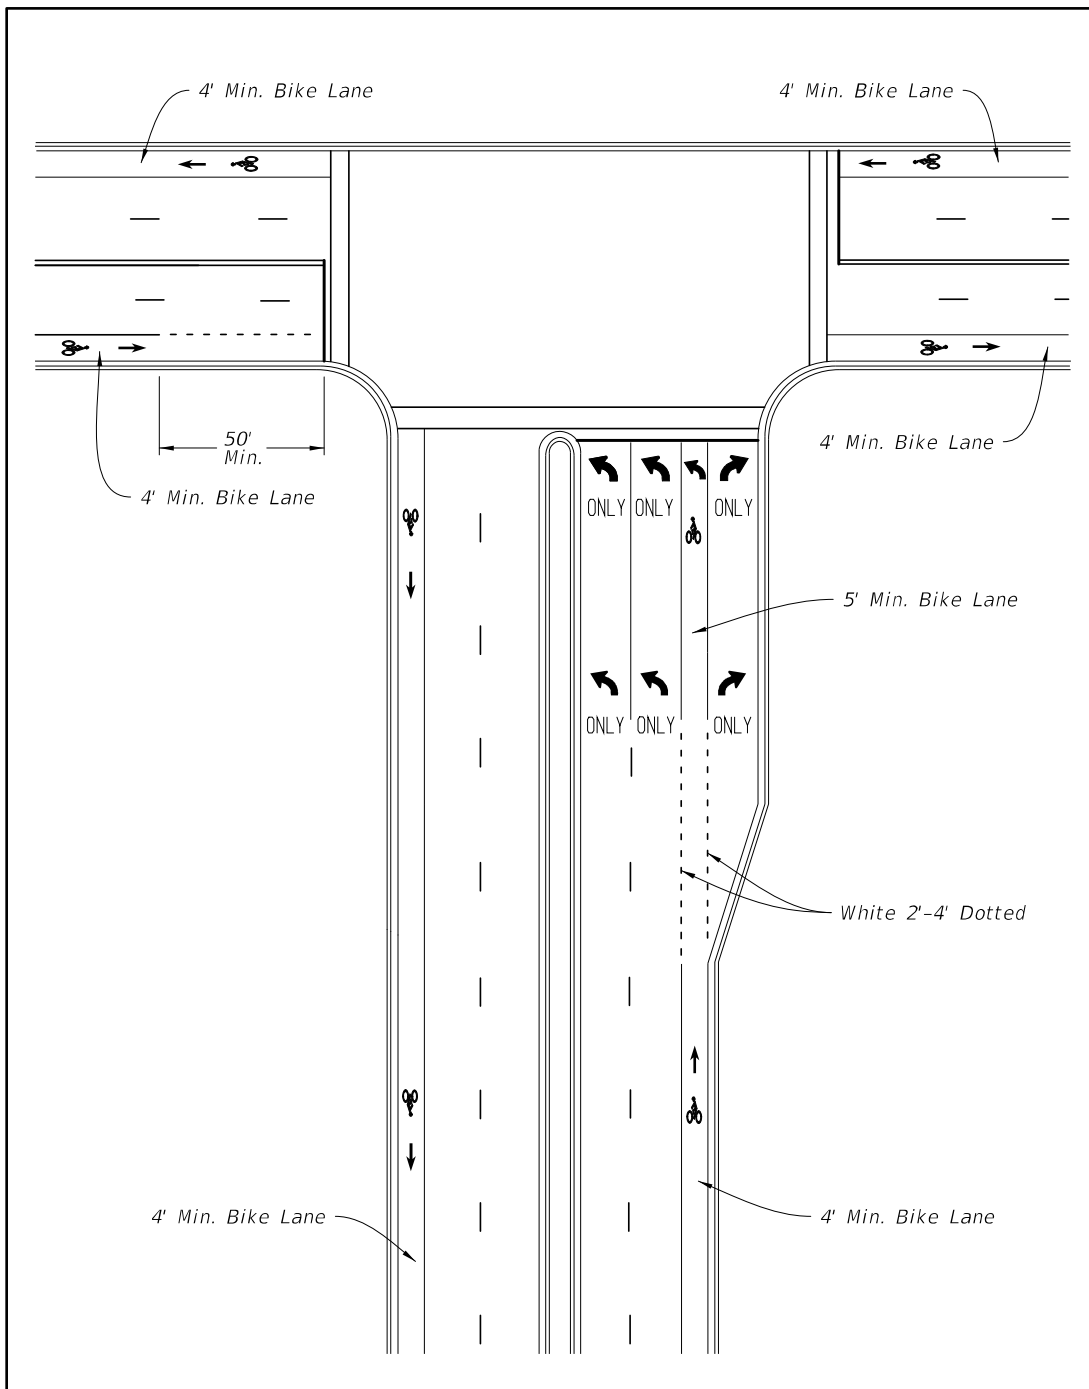 4' Min. Bike Lane
4' Min. Bike Lane
50'
Min.
4' Min. Bike Lane
4' Min. Bike Lane
ONLY ONLY ONLY
5' Min. Bike Lane
ONLY ONLY ONLY
White 2'-4' Dotted
4' Min. Bike Lane
4' Min. Bike Lane